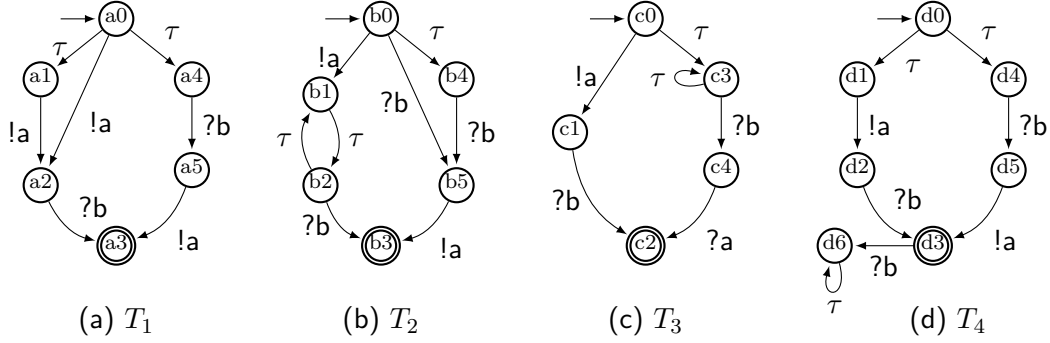 a0 b0 c0 d0
τ τ τ τ τ τ
a1 a4 b1 b4 c3 d1 d4
!a !a τ !a
!a !a ?b ?b ?b c1 ?b !a ?b
τ τ
a2 a5 b2 b5 c4 d2 d5
?b !a ?b !a ?b ?a ?b !a
a3 b3 c2 d6 d3
?b
τ
(a) T1 (b) T2 (c) T3 (d) T4